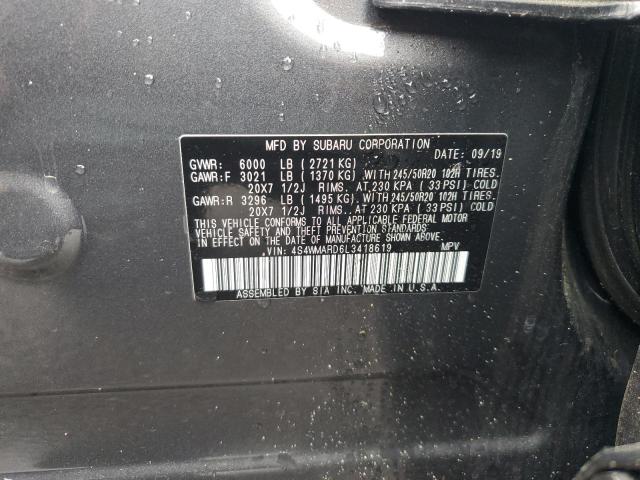 MFD BY SUBARU CORPORATION
DATE: 09/19
GVWR: 6000 LB ( 2721 KG)
GAWR:F 3021 LB ( 1370 KG). WITH 245/50R20 102H TIRES.
20X7 1/2J RIMS.. AT 230 KPA ( 33 PSI) COLD
GAWR:R 3296 LB ( 1495 KG). WITH 245/50R20 102H TIRES.
20X7 1/2J RIMS.. AT 230 KPA ( 33 PSI) COLD
THIS VEHICLE CONFORMS TO ALL APPLICABLE FEDERAL MOTOR
VEHICLE SAFETY AND THEFT PREVENTION STANDARDS
IN EFFECT ON THE DATE OF MANUFACTURE SHOWN ABOVE.
VIN: 4S4WMARD6L3418619 MPV
ASSEMBLED BY SIA INC. MADE IN U.S.A.